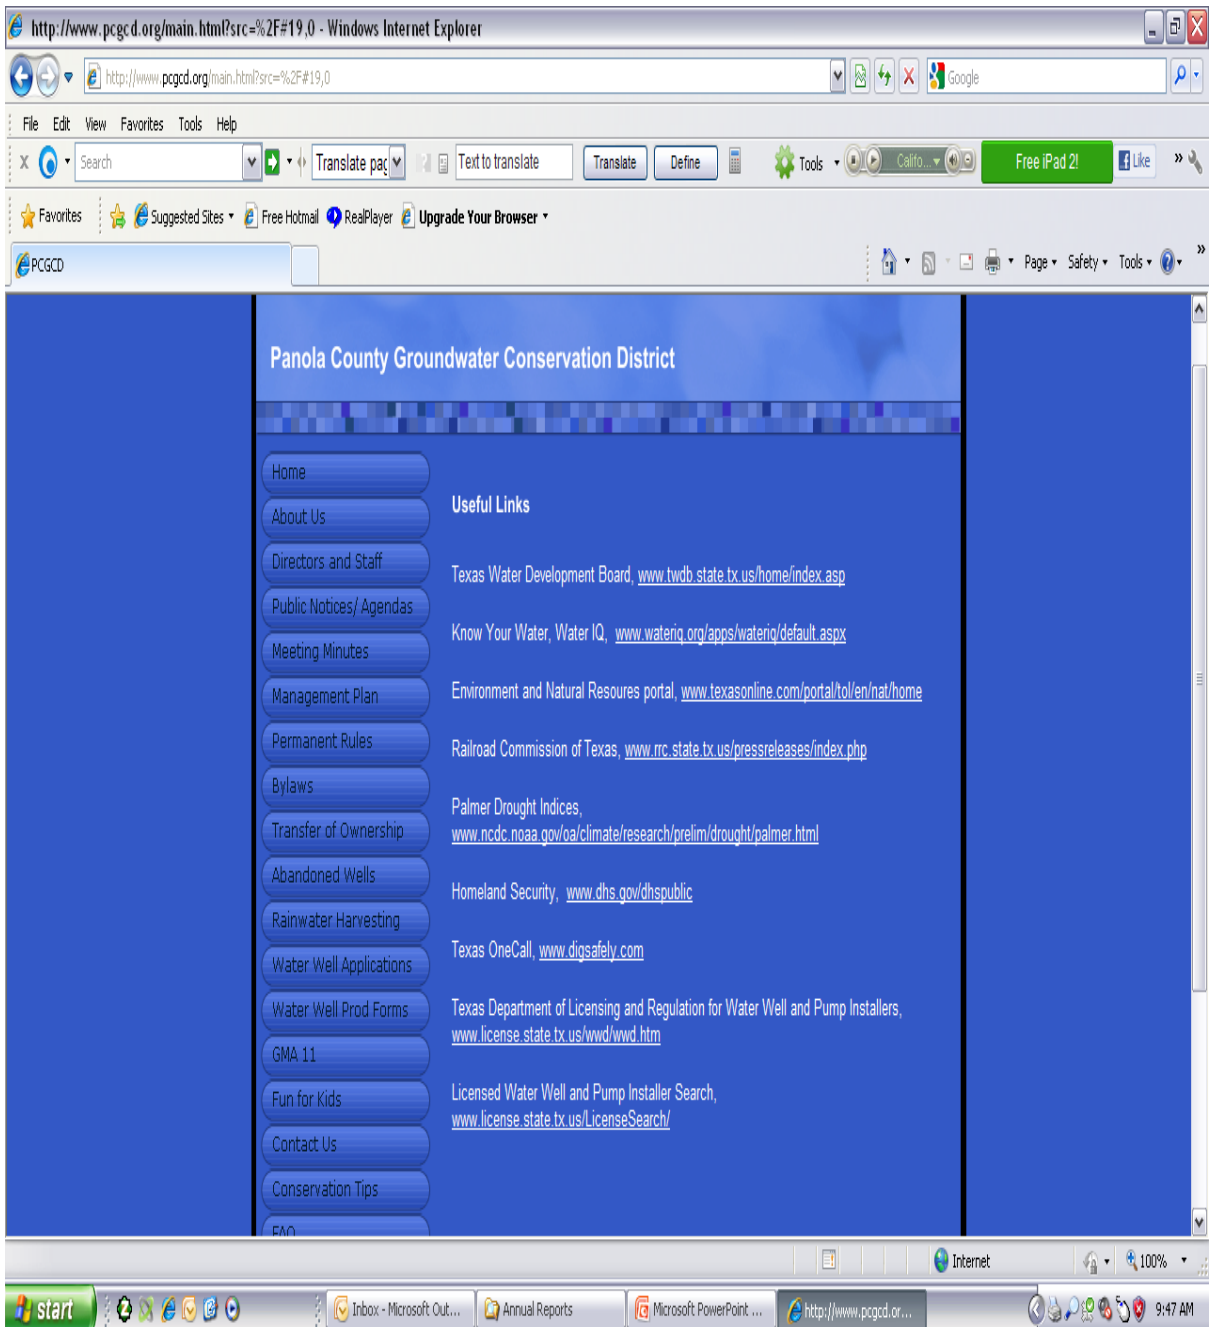 http://www.pcgcd.org/main.html?src=%2F#19,0 - Windows Internet Explorer
http://www.pcgcd.org/main.html?src=%2F#19,0
Google
File Edit View Favorites Tools Help
X Search Translate pag Text to translate Translate Define Tools Califo... Free iPad 2! Like »
Favorites Suggested Sites Free Hotmail RealPlayer Upgrade Your Browser
PCGCD Page Safety Tools »
Panola County Groundwater Conservation District
Home
About Us
Directors and Staff
Public Notices/ Agendas
Meeting Minutes
Management Plan
Permanent Rules
Bylaws
Transfer of Ownership
Abandoned Wells
Rainwater Harvesting
Water Well Applications
Water Well Prod Forms
GMA 11
Fun for Kids
Contact Us
Conservation Tips
FAQ
Useful Links
Texas Water Development Board, www.twdb.state.tx.us/home/index.asp
Know Your Water, Water IQ, www.wateriq.org/apps/wateriq/default.aspx
Environment and Natural Resoures portal, www.texasonline.com/portal/tol/en/nat/home
Railroad Commission of Texas, www.rrc.state.tx.us/pressreleases/index.php
Palmer Drought Indices,
www.ncdc.noaa.gov/oa/climate/research/prelim/drought/palmer.html
Homeland Security, www.dhs.gov/dhspublic
Texas OneCall, www.digsafely.com
Texas Department of Licensing and Regulation for Water Well and Pump Installers,
www.license.state.tx.us/wwd/wwd.htm
Licensed Water Well and Pump Installer Search,
www.license.state.tx.us/LicenseSearch/
Internet 100%
start Inbox - Microsoft Out... Annual Reports Microsoft PowerPoint ... http://www.pcgcd.or... 9:47 AM